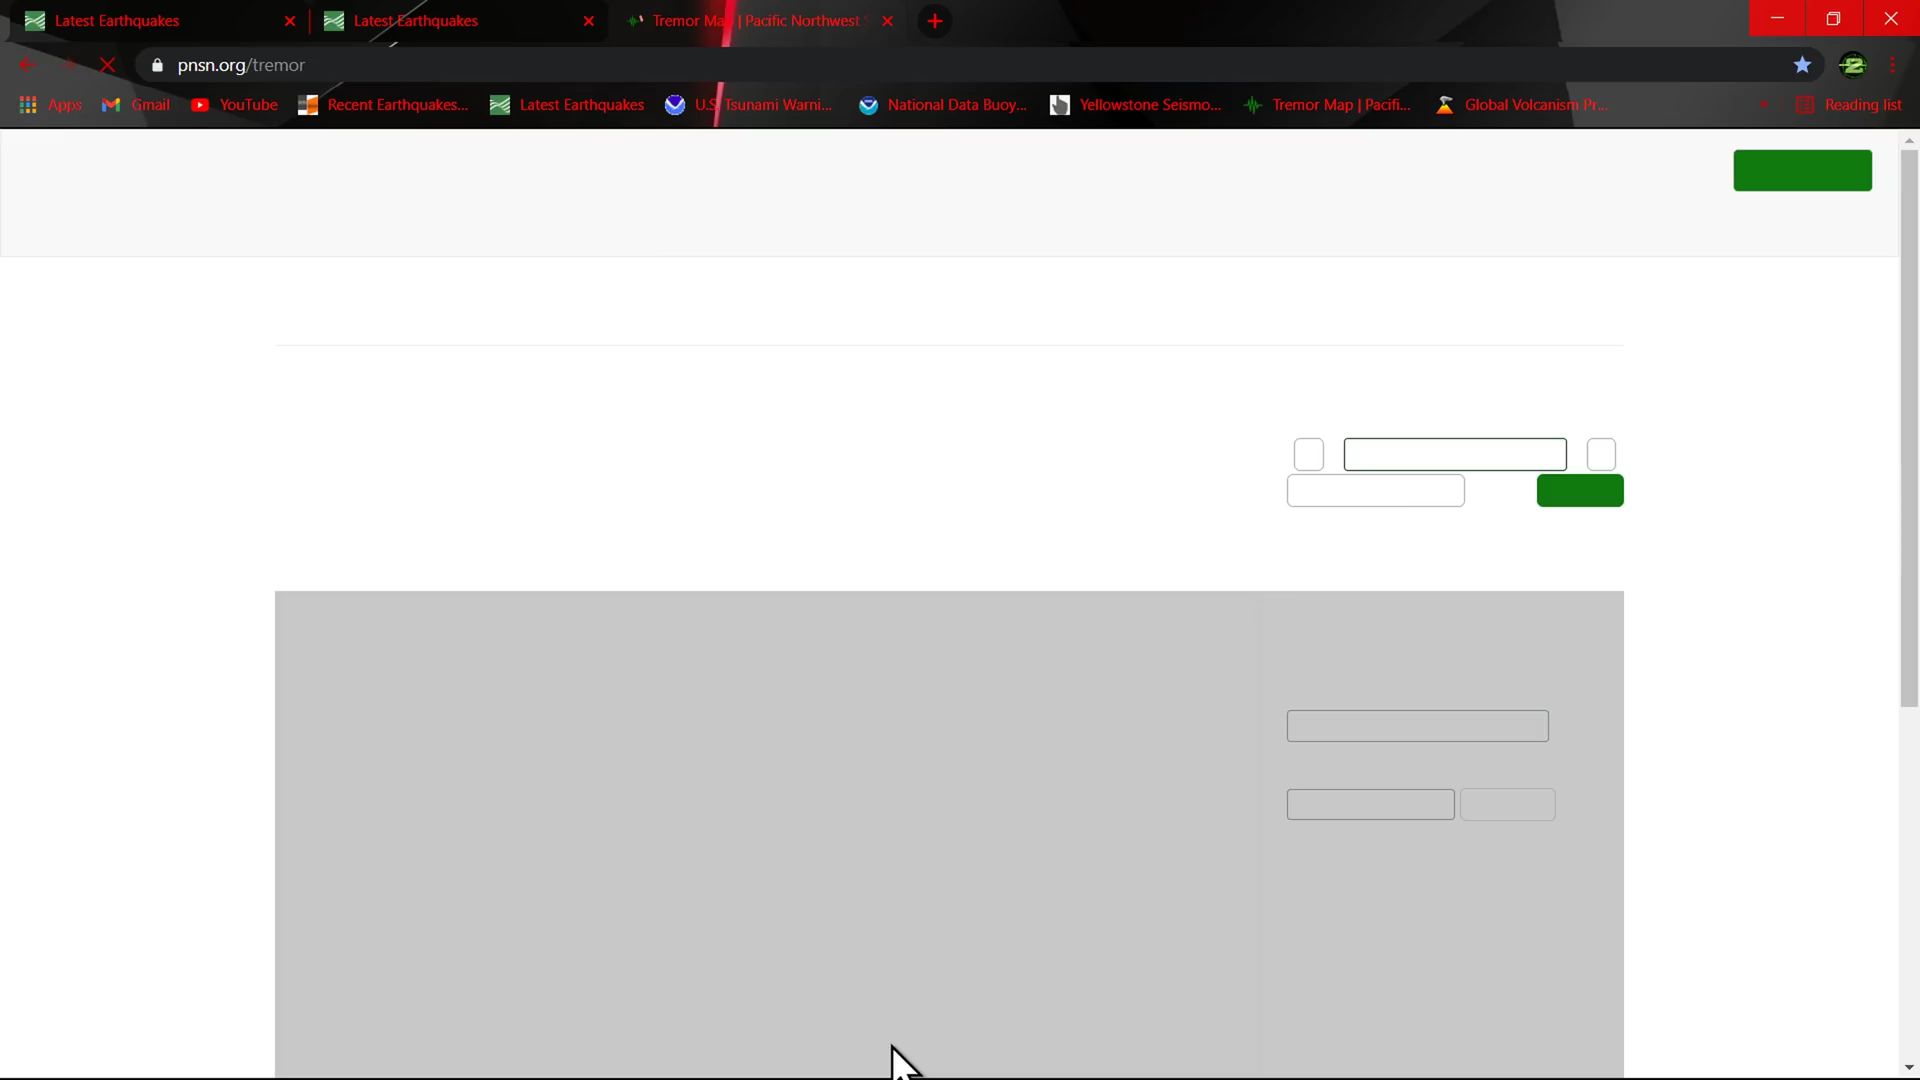 Latest Earthquakes
Latest Earthquakes
Tremor Map | Pacific Northwest
pnsn.org/tremor
Apps
Gmail
YouTube
Recent Earthquakes...
Latest Earthquakes
U.S. Tsunami Warni...
National Data Buoy...
Yellowstone Seismo...
Tremor Map | Pacifi...
Global Volcanism Pr...
Reading list